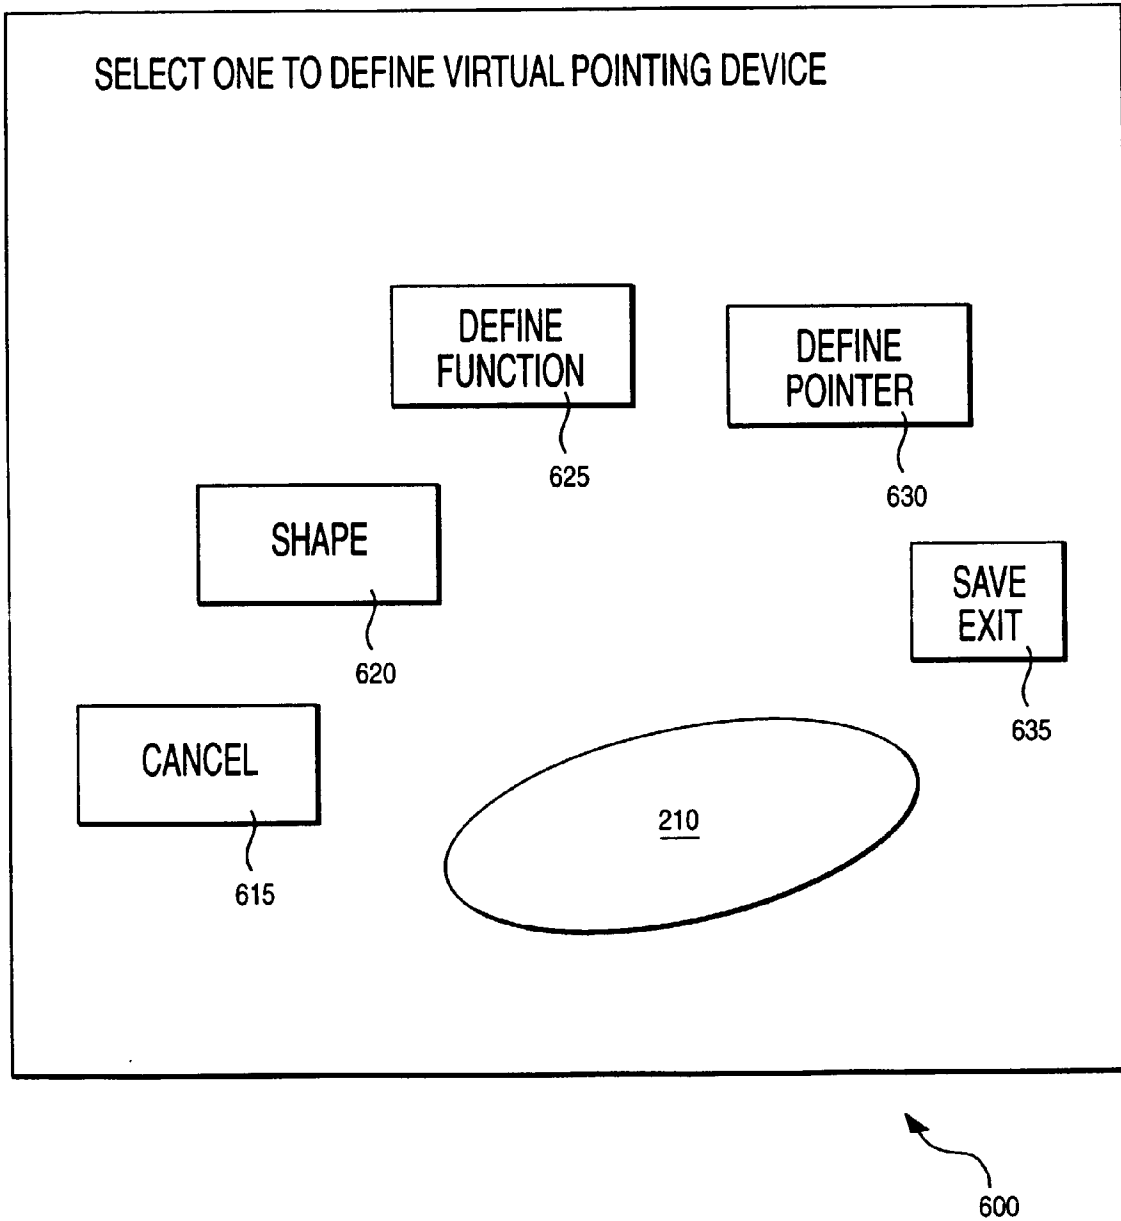 SELECT ONE TO DEFINE VIRTUAL POINTING DEVICE
DEFINE
FUNCTION
625
DEFINE
POINTER
630
SHAPE
620
SAVE
EXIT
635
CANCEL
615
210
600